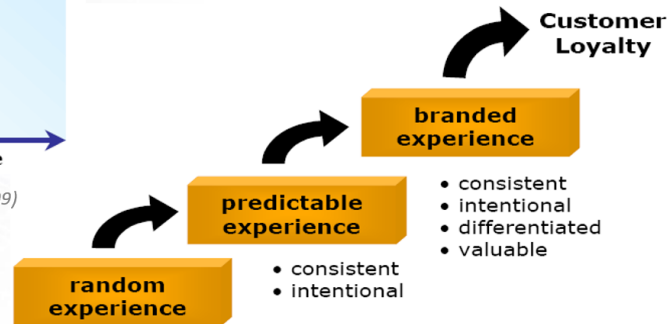 Customer
Loyalty
branded
experience
• consistent
• intentional
• differentiated
• valuable
predictable
experience
• consistent
• intentional
random
experience